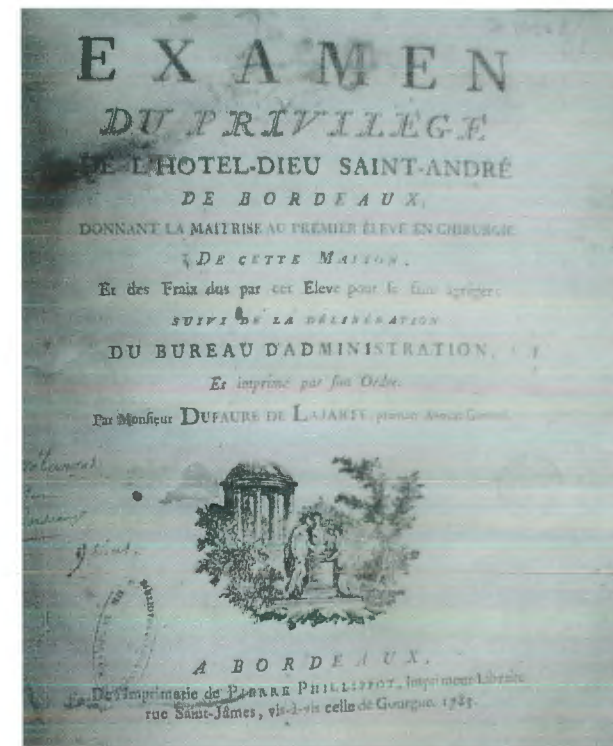 EXAMEN
DU PRIVILEGE
DE L'HOTEL-DIEU SAINT-ANDRÉ
DE BORDEAUX,
DONNANT LA MAITRISE AU PREMIER ÉLEVE EN CHIRURGIE
DE CETTE MAISON,
Et des Fraix dus par cet Eleve pour se faire agréger;
SUIVI DE LA DÉLIBÉRATION
DU BUREAU D'ADMINISTRATION,
Et imprimé par son Ordre.
Par Monsieur DUFAURE DE LAJARTE, premier Avocat Général.
A BORDEAUX,
De l'Imprimerie de PIERRE PHILLIPPOT, Imprimeur-Libraire
rue Saint-Jâmes, vis-à-vis celle de Gourgue. 1785.